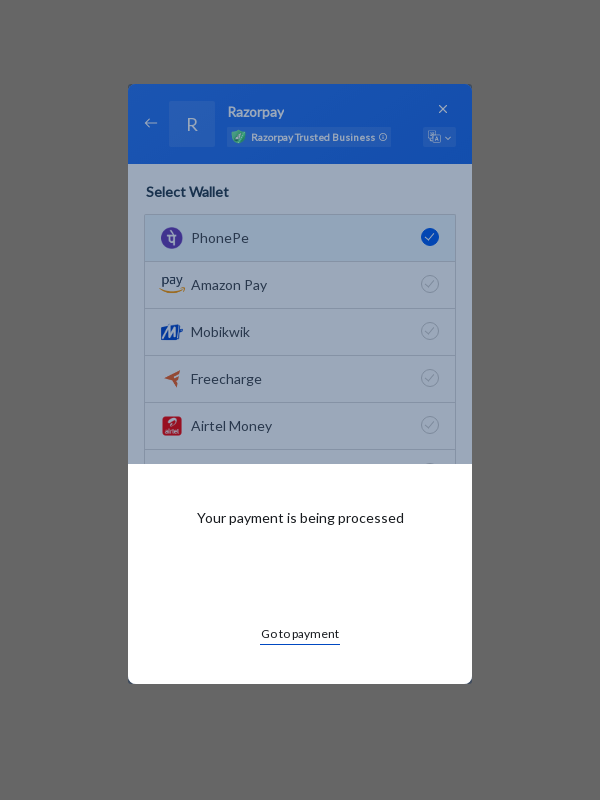 Razorpay
R
Razorpay Trusted Business
Select Wallet
पे PhonePe
pay Amazon Pay
M Mobikwik
Freecharge
airtel Airtel Money
Your payment is being processed
Go to payment